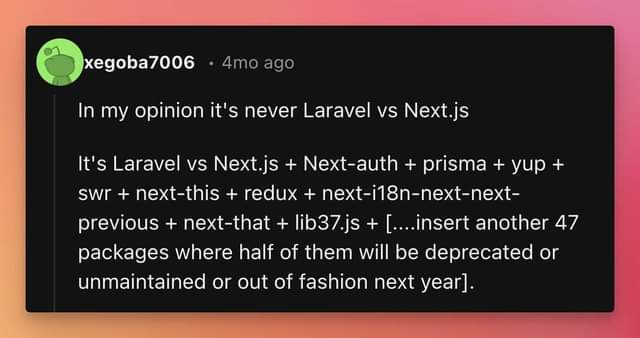 xegoba7006 · 4mo ago
In my opinion it's never Laravel vs Next.js
It's Laravel vs Next.js + Next-auth + prisma + yup +
swr + next-this + redux + next-i18n-next-next-
previous + next-that + lib37.js + [....insert another 47
packages where half of them will be deprecated or
unmaintained or out of fashion next year].